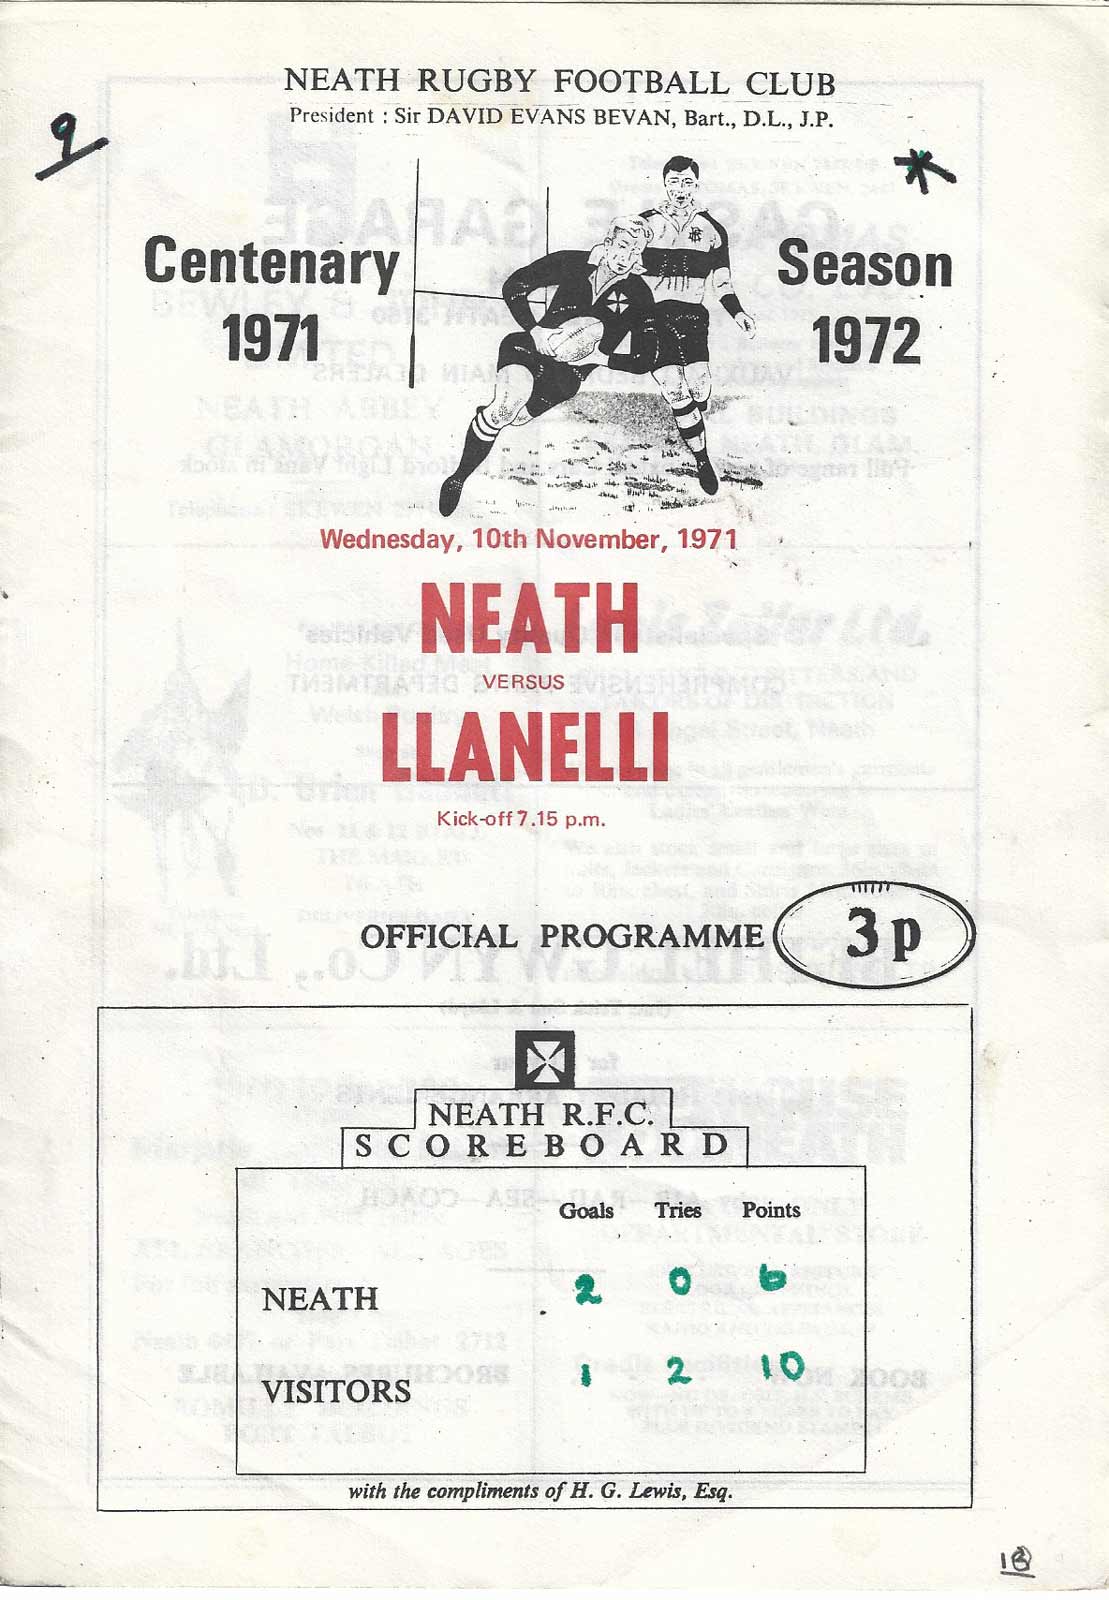 NEATH RUGBY FOOTBALL CLUB
President : Sir DAVID EVANS BEVAN, Bart., D.L., J.P.
9
*
Centenary
1971
Season
1972
Wednesday, 10th November, 1971
NEATH
VERSUS
LLANELLI
Kick-off 7.15 p.m.
OFFICIAL PROGRAMME 3p
NEATH R.F.C.
SCOREBOARD
Goals Tries Points
NEATH 2 0 6
VISITORS 1 2 10
with the compliments of H. G. Lewis, Esq.